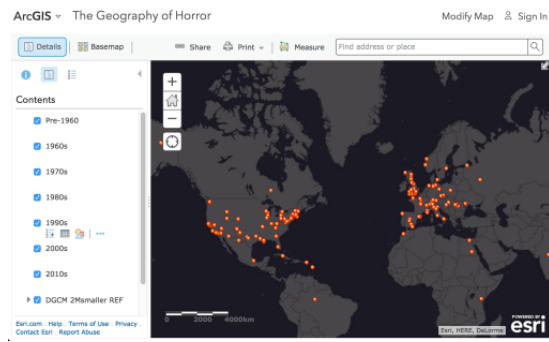 ArcGIS The Geography of Horror Modify Map Sign In
Details Basemap Share Print Measure Find address or place
Contents
Pre-1960
1960s
1970s
1980s
1990s
2000s
2010s
DGCM 2Msmaller REF
0 2000 4000km
Esri.com . Help . Terms of Use . Privacy .
Contact Esri . Report Abuse
Esri, HERE, DeLorme
POWERED BY
esri